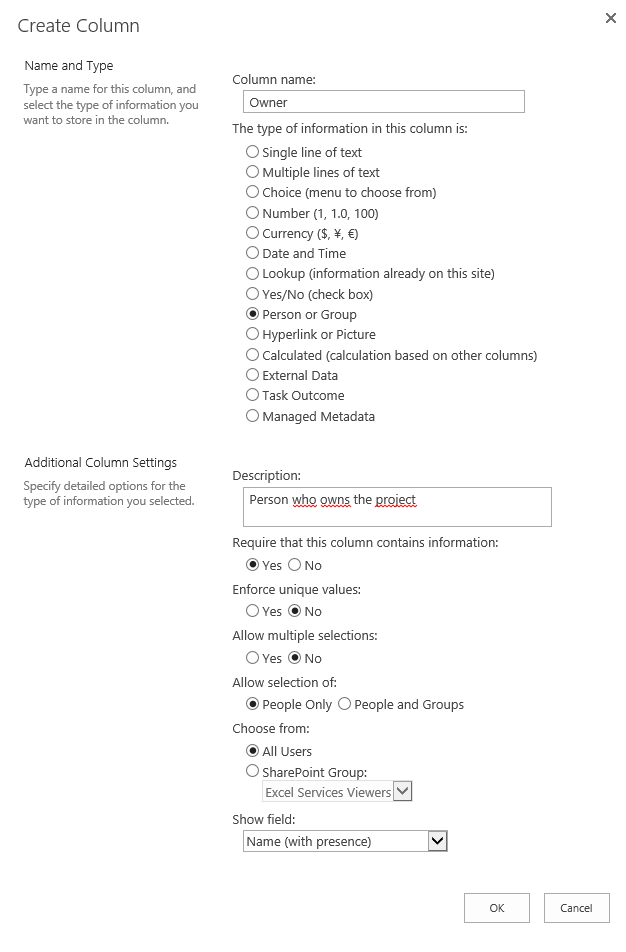 Create Column
Name and Type
Type a name for this column, and
select the type of information you
want to store in the column.
Column name:
Owner
The type of information in this column is:
Single line of text
Multiple lines of text
Choice (menu to choose from)
Number (1, 1.0, 100)
Currency ($, ¥, €)
Date and Time
Lookup (information already on this site)
Yes/No (check box)
Person or Group
Hyperlink or Picture
Calculated (calculation based on other columns)
External Data
Task Outcome
Managed Metadata
Additional Column Settings
Specify detailed options for the
type of information you selected.
Description:
Person who owns the project
Require that this column contains information:
Yes No
Enforce unique values:
Yes No
Allow multiple selections:
Yes No
Allow selection of:
People Only People and Groups
Choose from:
All Users
SharePoint Group:
Excel Services Viewers
Show field:
Name (with presence)
OK Cancel